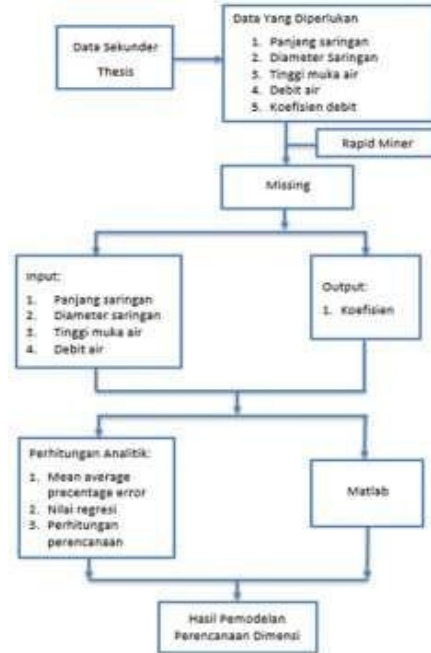 Data Sekunder
Thesis
Data Yang Diperlukan
1. Panjang saringan
2. Diameter Saringan
3. Tinggi muka air
4. Debit air
5. Koefisien debit
Rapid Miner
Missing
Input:
1. Panjang saringan
2. Diameter saringan
3. Tinggi muka air
4. Debit air
Output:
1. Koefisien
Perhitungan Analitik:
1. Mean average
precentage error
2. Nilai regresi
3. Perhitungan
perencanaan
Matlab
Hasil Pemodelan
Perencanaan Dimensi